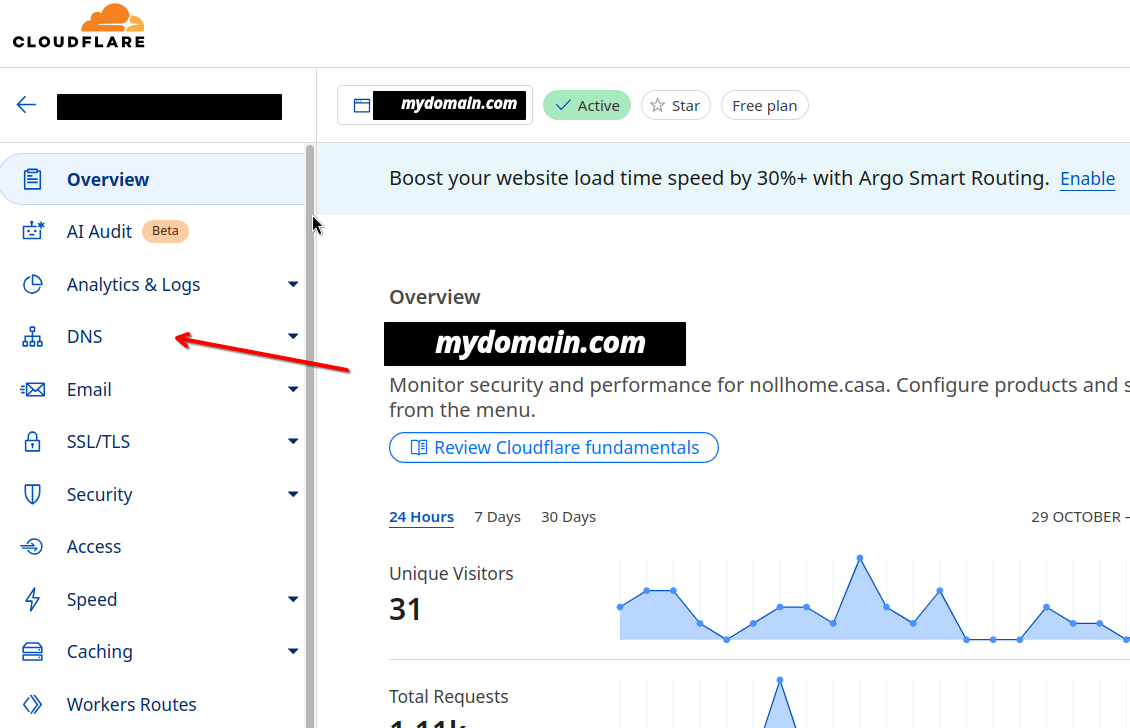 CLOUDFLARE
mydomain.com
Active
Star
Free plan
Overview
AI Audit Beta
Analytics & Logs
DNS
Email
SSL/TLS
Security
Access
Speed
Caching
Workers Routes
Boost your website load time speed by 30%+ with Argo Smart Routing. Enable
Overview
mydomain.com
Monitor security and performance for nollhome.casa. Configure products and s
from the menu.
Review Cloudflare fundamentals
24 Hours 7 Days 30 Days
29 OCTOBER –
Unique Visitors
31
Total Requests